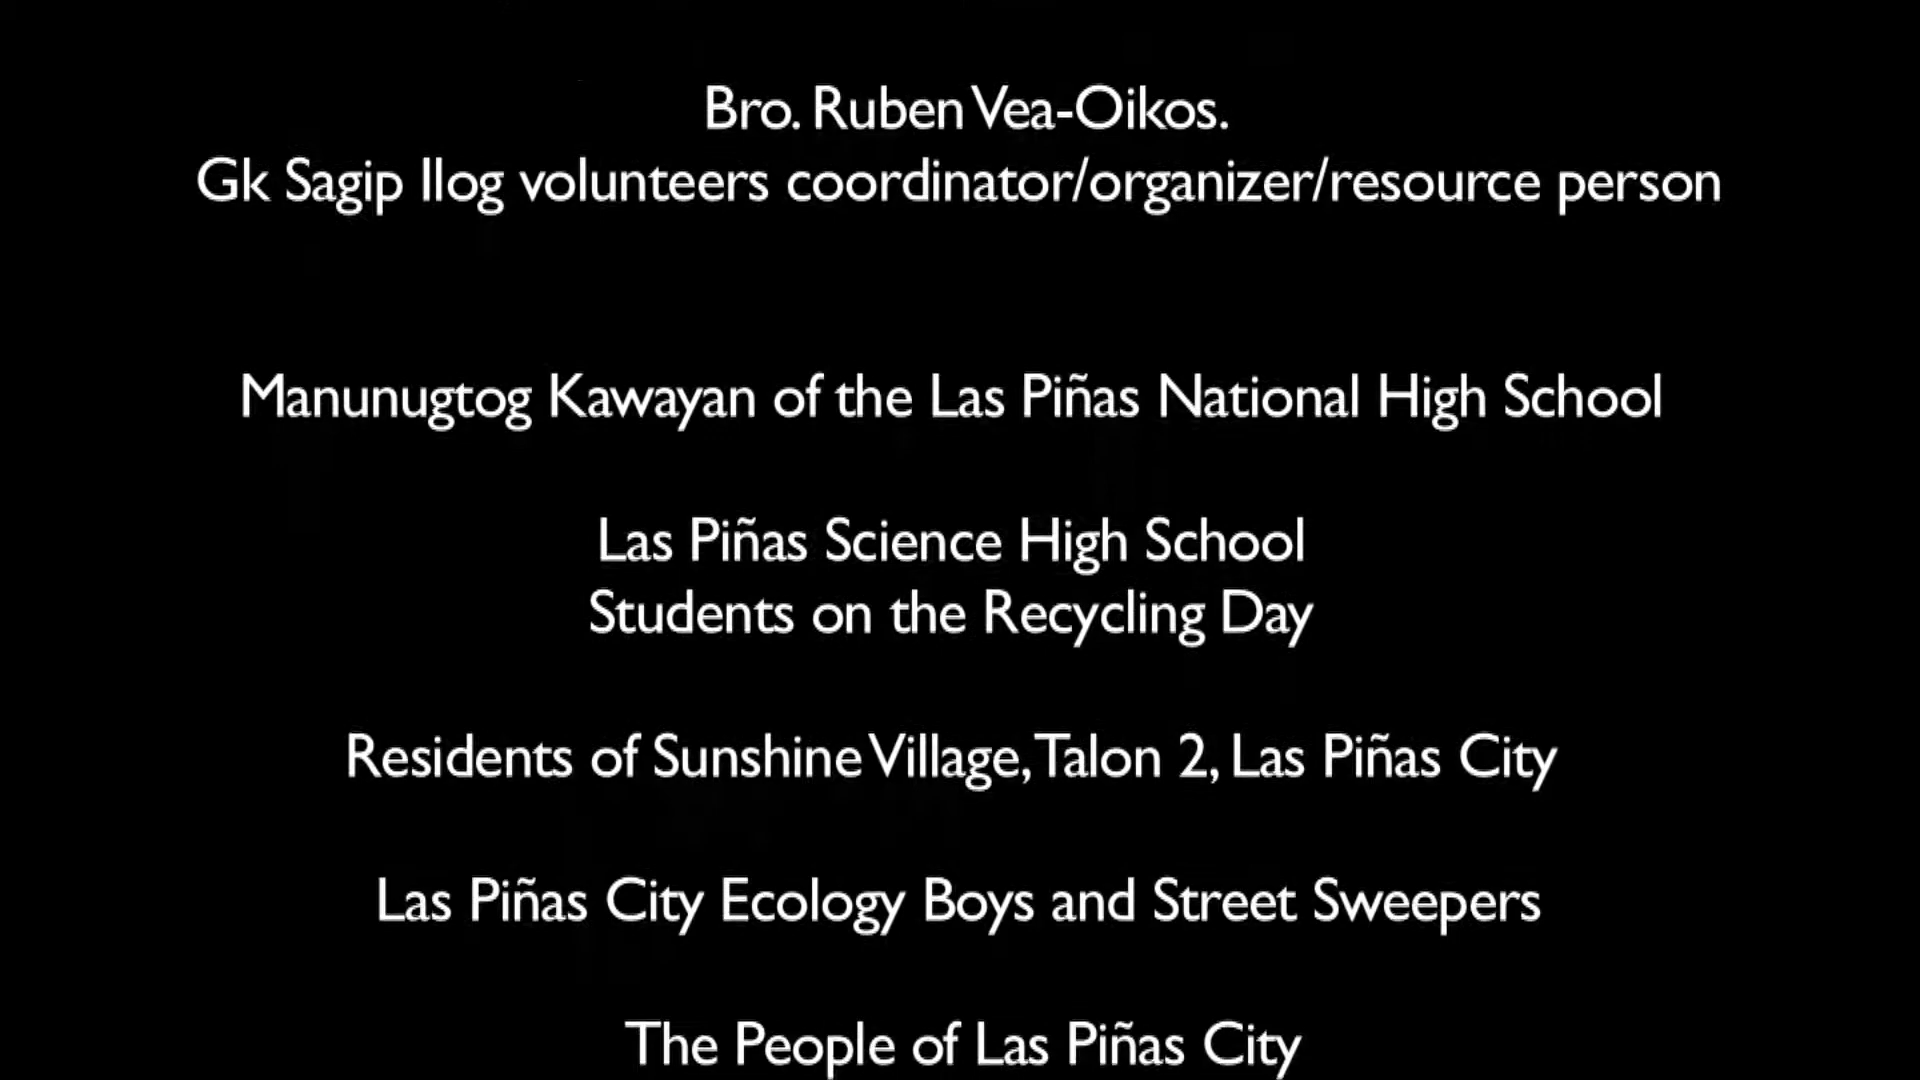 Bro. Ruben Vea-Oikos.
Gk Sagip Ilog volunteers coordinator/organizer/resource person
Manunugtog Kawayan of the Las Piñas National High School
Las Piñas Science High School
Students on the Recycling Day
Residents of Sunshine Village, Talon 2, Las Piñas City
Las Piñas City Ecology Boys and Street Sweepers
The People of Las Piñas City